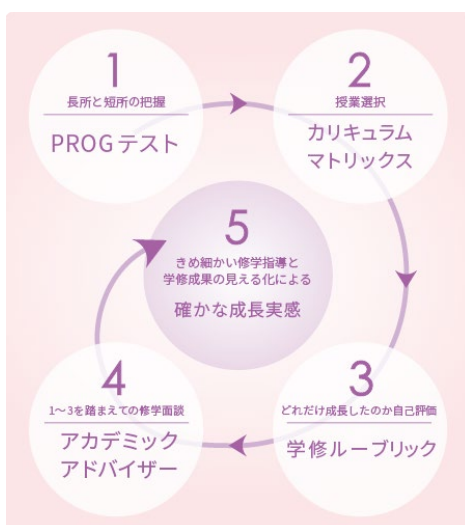 1
長所と短所の把握
PROGテスト
2
授業選択
カリキュラム
マトリックス
3
どれだけ成長したのか自己評価
学修ルーブリック
4
1〜3を踏まえての修学面談
アカデミック
アドバイザー
5
きめ細かい修学指導と
学修成果の見える化による
確かな成長実感